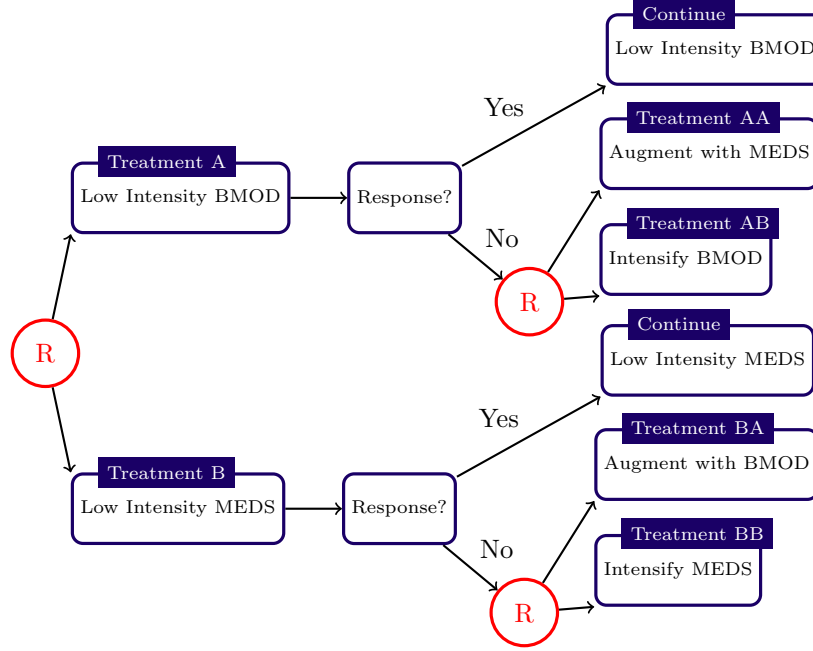 Continue
Low Intensity BMOD
Yes
Treatment AA
Augment with MEDS
Treatment A
Low Intensity BMOD
Response?
No
Treatment AB
Intensify BMOD
R
R
Continue
Low Intensity MEDS
Yes
Treatment BA
Augment with BMOD
Treatment B
Low Intensity MEDS
Response?
No
Treatment BB
Intensify MEDS
R